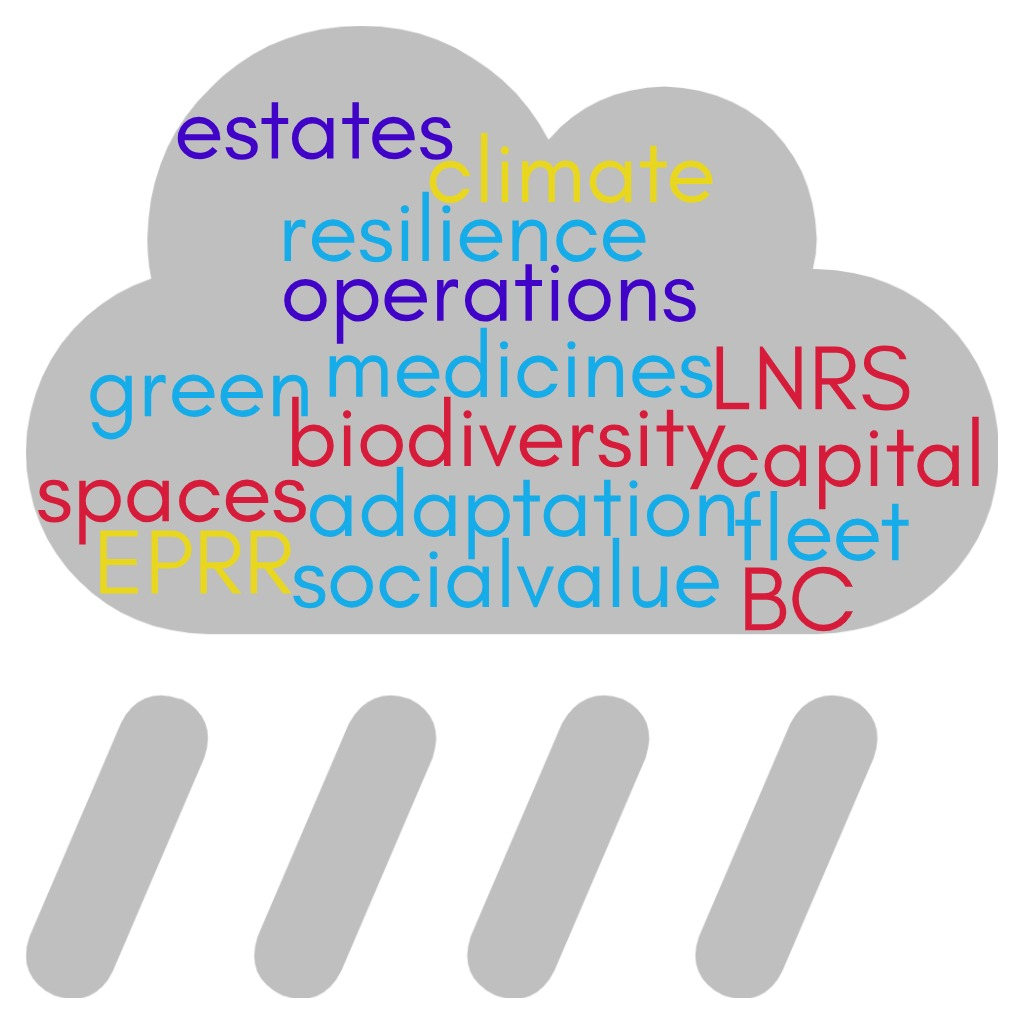 estates
climate
resilience
operations
medicines
LNRS
green
biodiversity
capital
spaces
adaptation
fleet
EPRR
socialvalue
BC